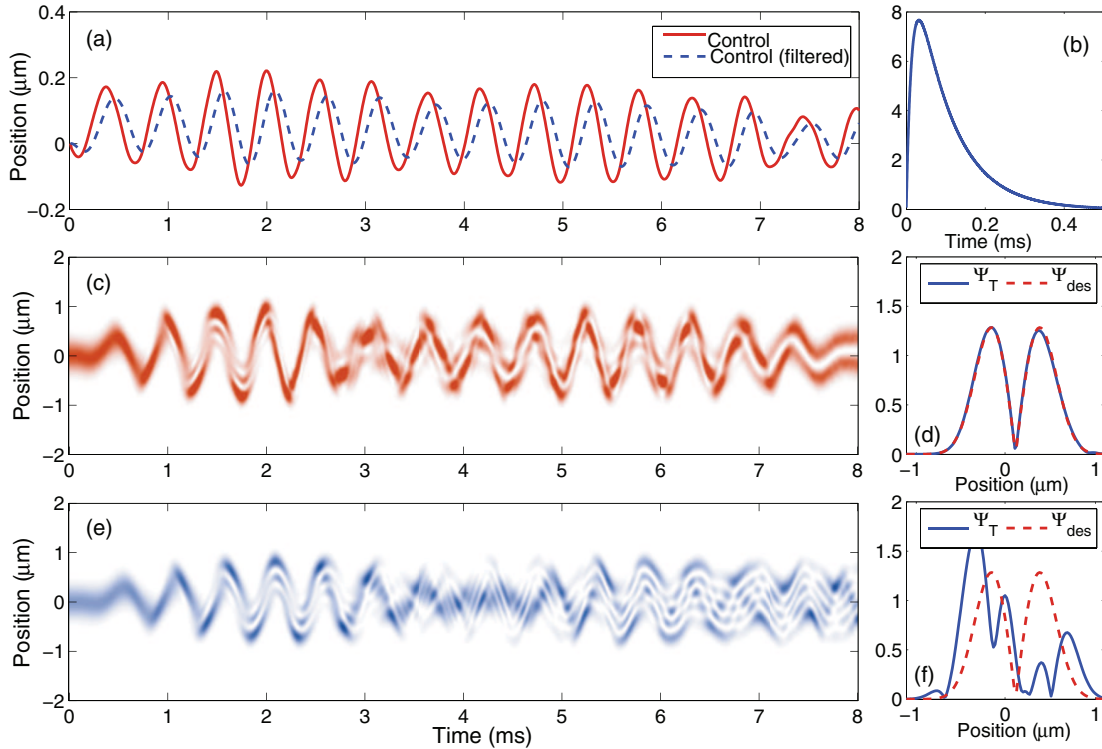 (a)
Control
Control (filtered)
Position (μm)
0.4
0.2
0
−0.2
0 1 2 3 4 5 6 7 8
(b)
8
6
4
2
0
0 0.2 0.4
Time (ms)
(c)
Position (μm)
2
1
0
−1
−2
0 1 2 3 4 5 6 7 8
Ψ_T Ψ_des
(d)
2
1.5
1
0.5
0
−1 0 1
Position (μm)
(e)
Position (μm)
2
1
0
−1
−2
0 1 2 3 4 5 6 7 8
Time (ms)
Ψ_T Ψ_des
(f)
2
1.5
1
0.5
0
−1 0 1
Position (μm)